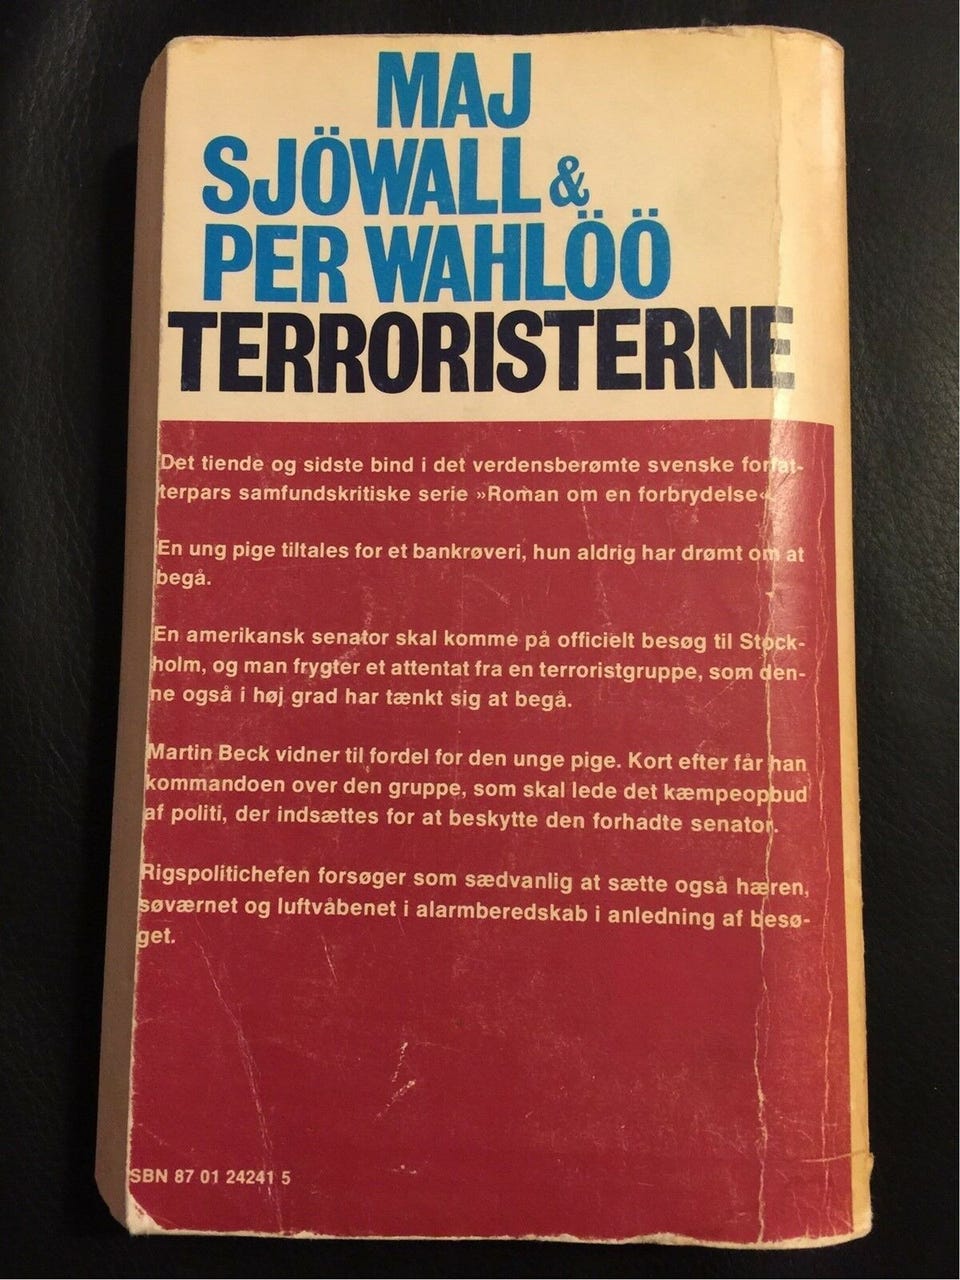 MAJ
SJÖWALL &
PER WAHLÖÖ
TERRORISTERNE
Det tiende og sidste bind i det verdensberømte svenske forfat-
terpars samfundskritiske serie »Roman om en forbrydelse«.
En ung pige tiltales for et bankrøveri, hun aldrig har drømt om at
begå.
En amerikansk senator skal komme på officielt besøg til Stock-
holm, og man frygter et attentat fra en terroristgruppe, som den-
ne også i høj grad har tænkt sig at begå.
Martin Beck vidner til fordel for den unge pige. Kort efter får han
kommandoen over den gruppe, som skal lede det kæmpeopbud
af politi, der indsættes for at beskytte den forhadte senator.
Rigspolitichefen forsøger som sædvanlig at sætte også hæren,
søværnet og luftvåbenet i alarmberedskab i anledning af besø-
get.
SBN 87 01 24241 5